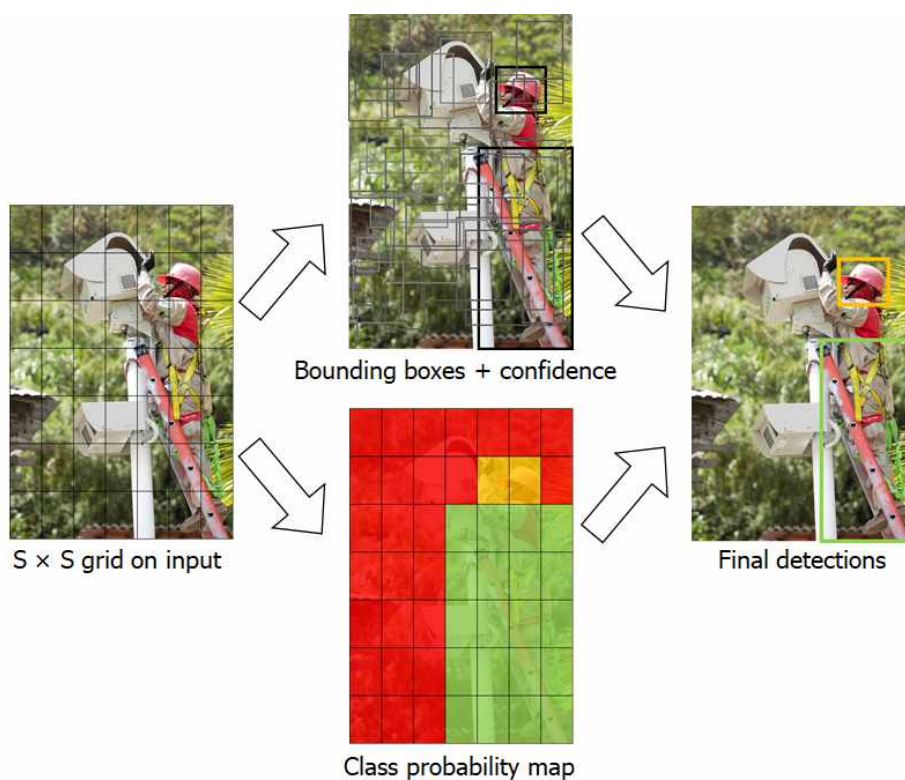 Bounding boxes + confidence
S × S grid on input
Final detections
Class probability map